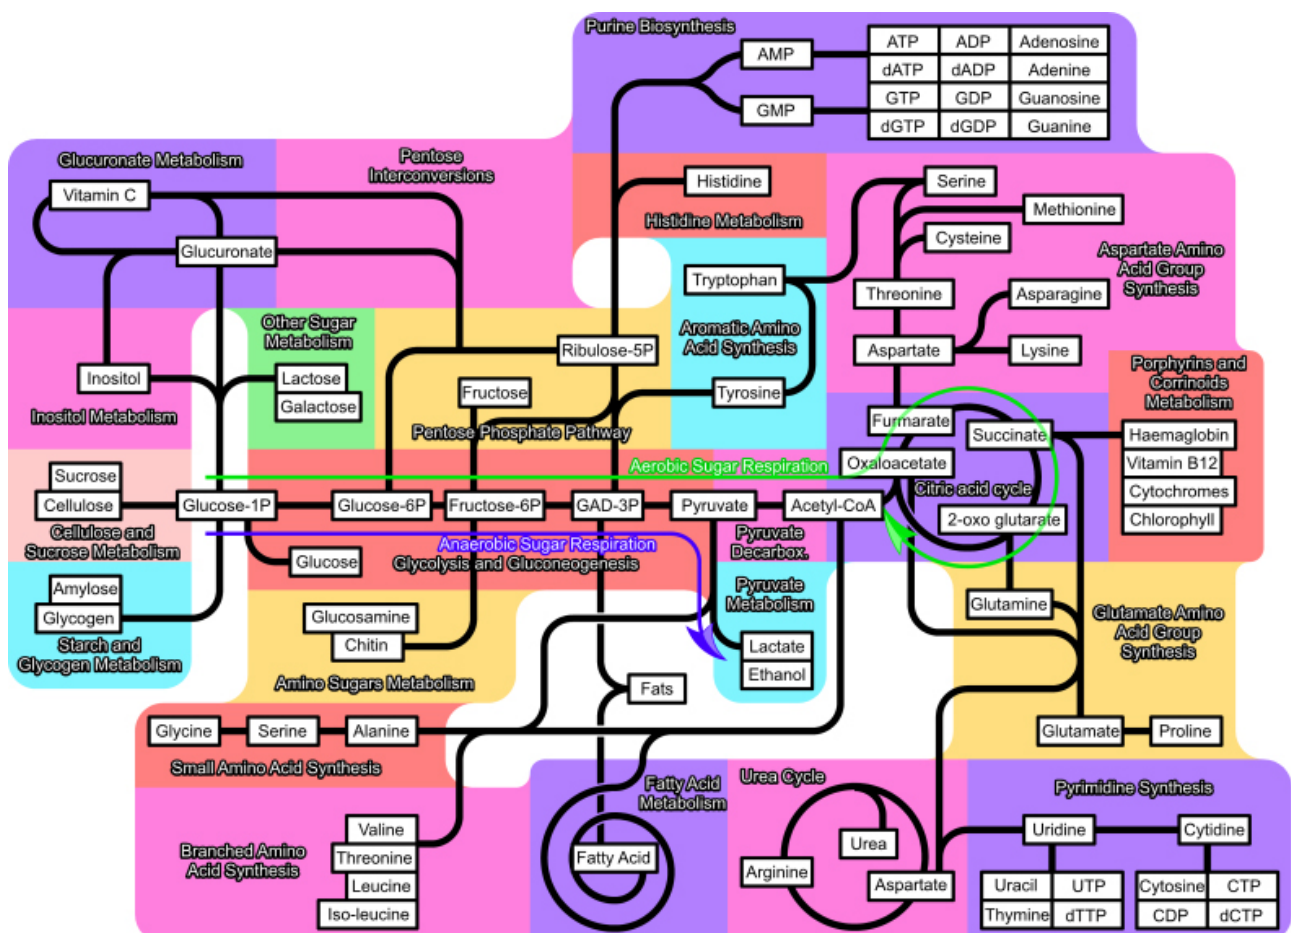 Purine Biosynthesis
AMP
ATP ADP Adenosine
dATP dADP Adenine
GMP
GTP GDP Guanosine
dGTP dGDP Guanine
Glucuronate Metabolism
Vitamin C
Glucuronate
Pentose
Interconversions
Histidine
Histidine Metabolism
Serine
Methionine
Cysteine
Aspartate Amino
Acid Group
Synthesis
Threonine
Asparagine
Aspartate
Lysine
Tryptophan
Aromatic Amino
Acid Synthesis
Tyrosine
Other Sugar
Metabolism
Lactose
Galactose
Inositol
Inositol Metabolism
Ribulose-5P
Fructose
Pentose Phosphate Pathway
Porphyrins and
Corrinoids
Metabolism
Haemaglobin
Vitamin B12
Cytochromes
Chlorophyll
Furmarate
Succinate
Oxaloacetate
Citric acid cycle
2-oxo glutarate
Aerobic Sugar Respiration
Sucrose
Cellulose
Cellulose and
Sucrose Metabolism
Glucose-1P
Glucose-6P
Fructose-6P
GAD-3P
Pyruvate
Acetyl-CoA
Anaerobic Sugar Respiration
Glycolysis and Gluconeogenesis
Glucose
Pyruvate
Decarbox.
Pyruvate
Metabolism
Lactate
Ethanol
Amylose
Glycogen
Starch and
Glycogen Metabolism
Glucosamine
Chitin
Amino Sugars Metabolism
Fats
Glutamine
Glutamate Amino
Acid Group
Synthesis
Glutamate
Proline
Glycine
Serine
Alanine
Small Amino Acid Synthesis
Branched Amino
Acid Synthesis
Valine
Threonine
Leucine
Iso-leucine
Fatty Acid
Metabolism
Fatty Acid
Urea Cycle
Urea
Arginine
Aspartate
Pyrimidine Synthesis
Uridine
Cytidine
Uracil UTP
Thymine dTTP
Cytosine CTP
CDP dCTP